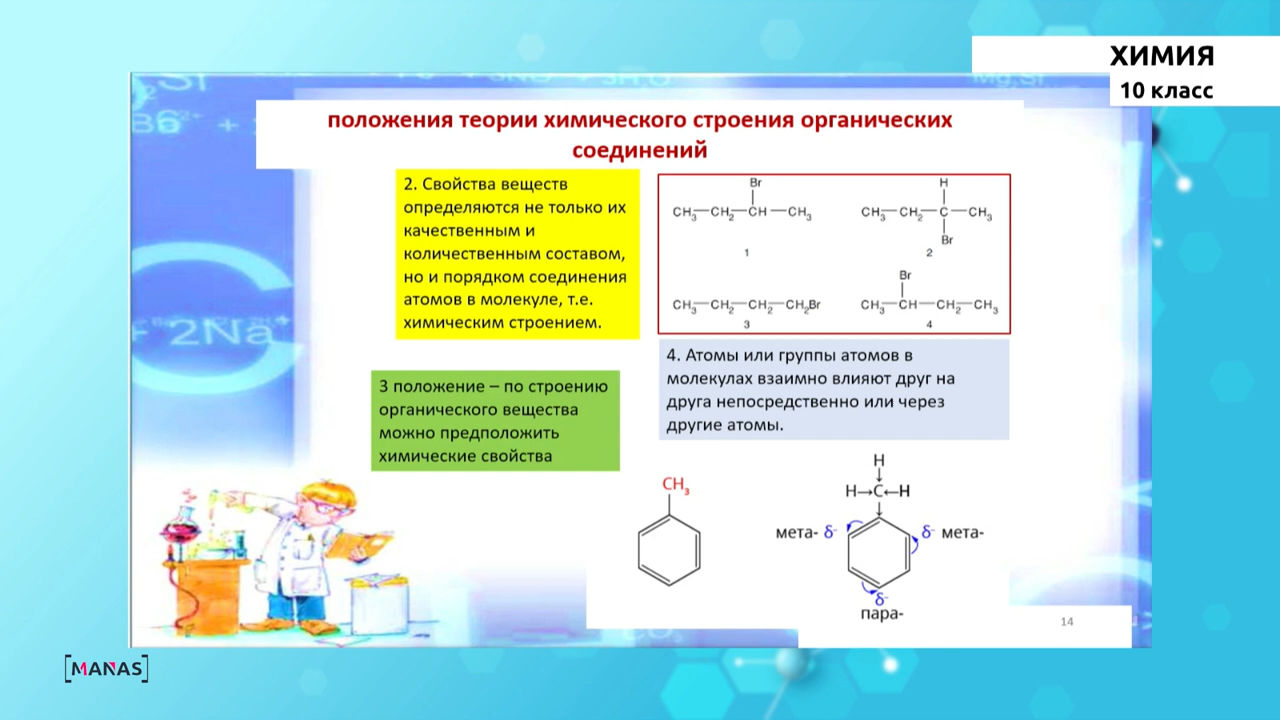 ХИМИЯ
10 класс
положения теории химического строения органических
соединений
2. Свойства веществ
определяются не только их
качественным и
количественным составом,
но и порядком соединения
атомов в молекуле, т.е.
химическим строением.
Br
CH3—CH2—CH—CH3
1
H
CH3—CH2—C—CH3
Br
2
CH3—CH2—CH2—CH2Br
3
Br
CH3—CH—CH2—CH3
4
3 положение – по строению
органического вещества
можно предположить
химические свойства
4. Атомы или группы атомов в
молекулах взаимно влияют друг на
друга непосредственно или через
другие атомы.
CH3
H
H→C←H
мета- δ- δ- мета-
δ-
пара-
14
+ 2Na+
[MANAS]